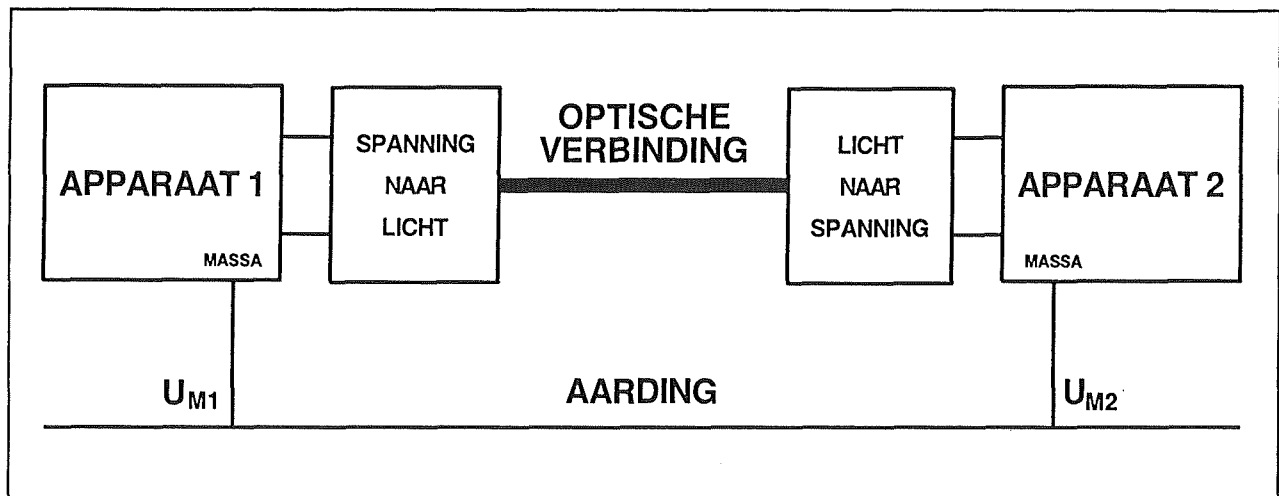 APPARAAT 1
MASSA
SPANNING
NAAR
LICHT
OPTISCHE
VERBINDING
LICHT
NAAR
SPANNING
APPARAAT 2
MASSA
UM1
AARDING
UM2